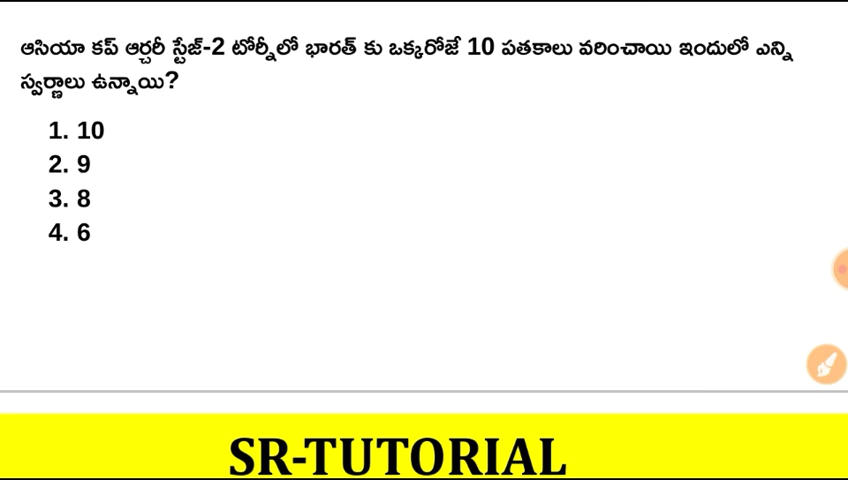 ఆసియా కప్ ఆర్చరీ స్టేజ్-2 టోర్నీలో భారత్ కు ఒక్కరోజే 10 పతకాలు వరించాయి ఇందులో ఎన్ని
స్వర్ణాలు ఉన్నాయి?
1. 10
2. 9
3. 8
4. 6
SR-TUTORIAL